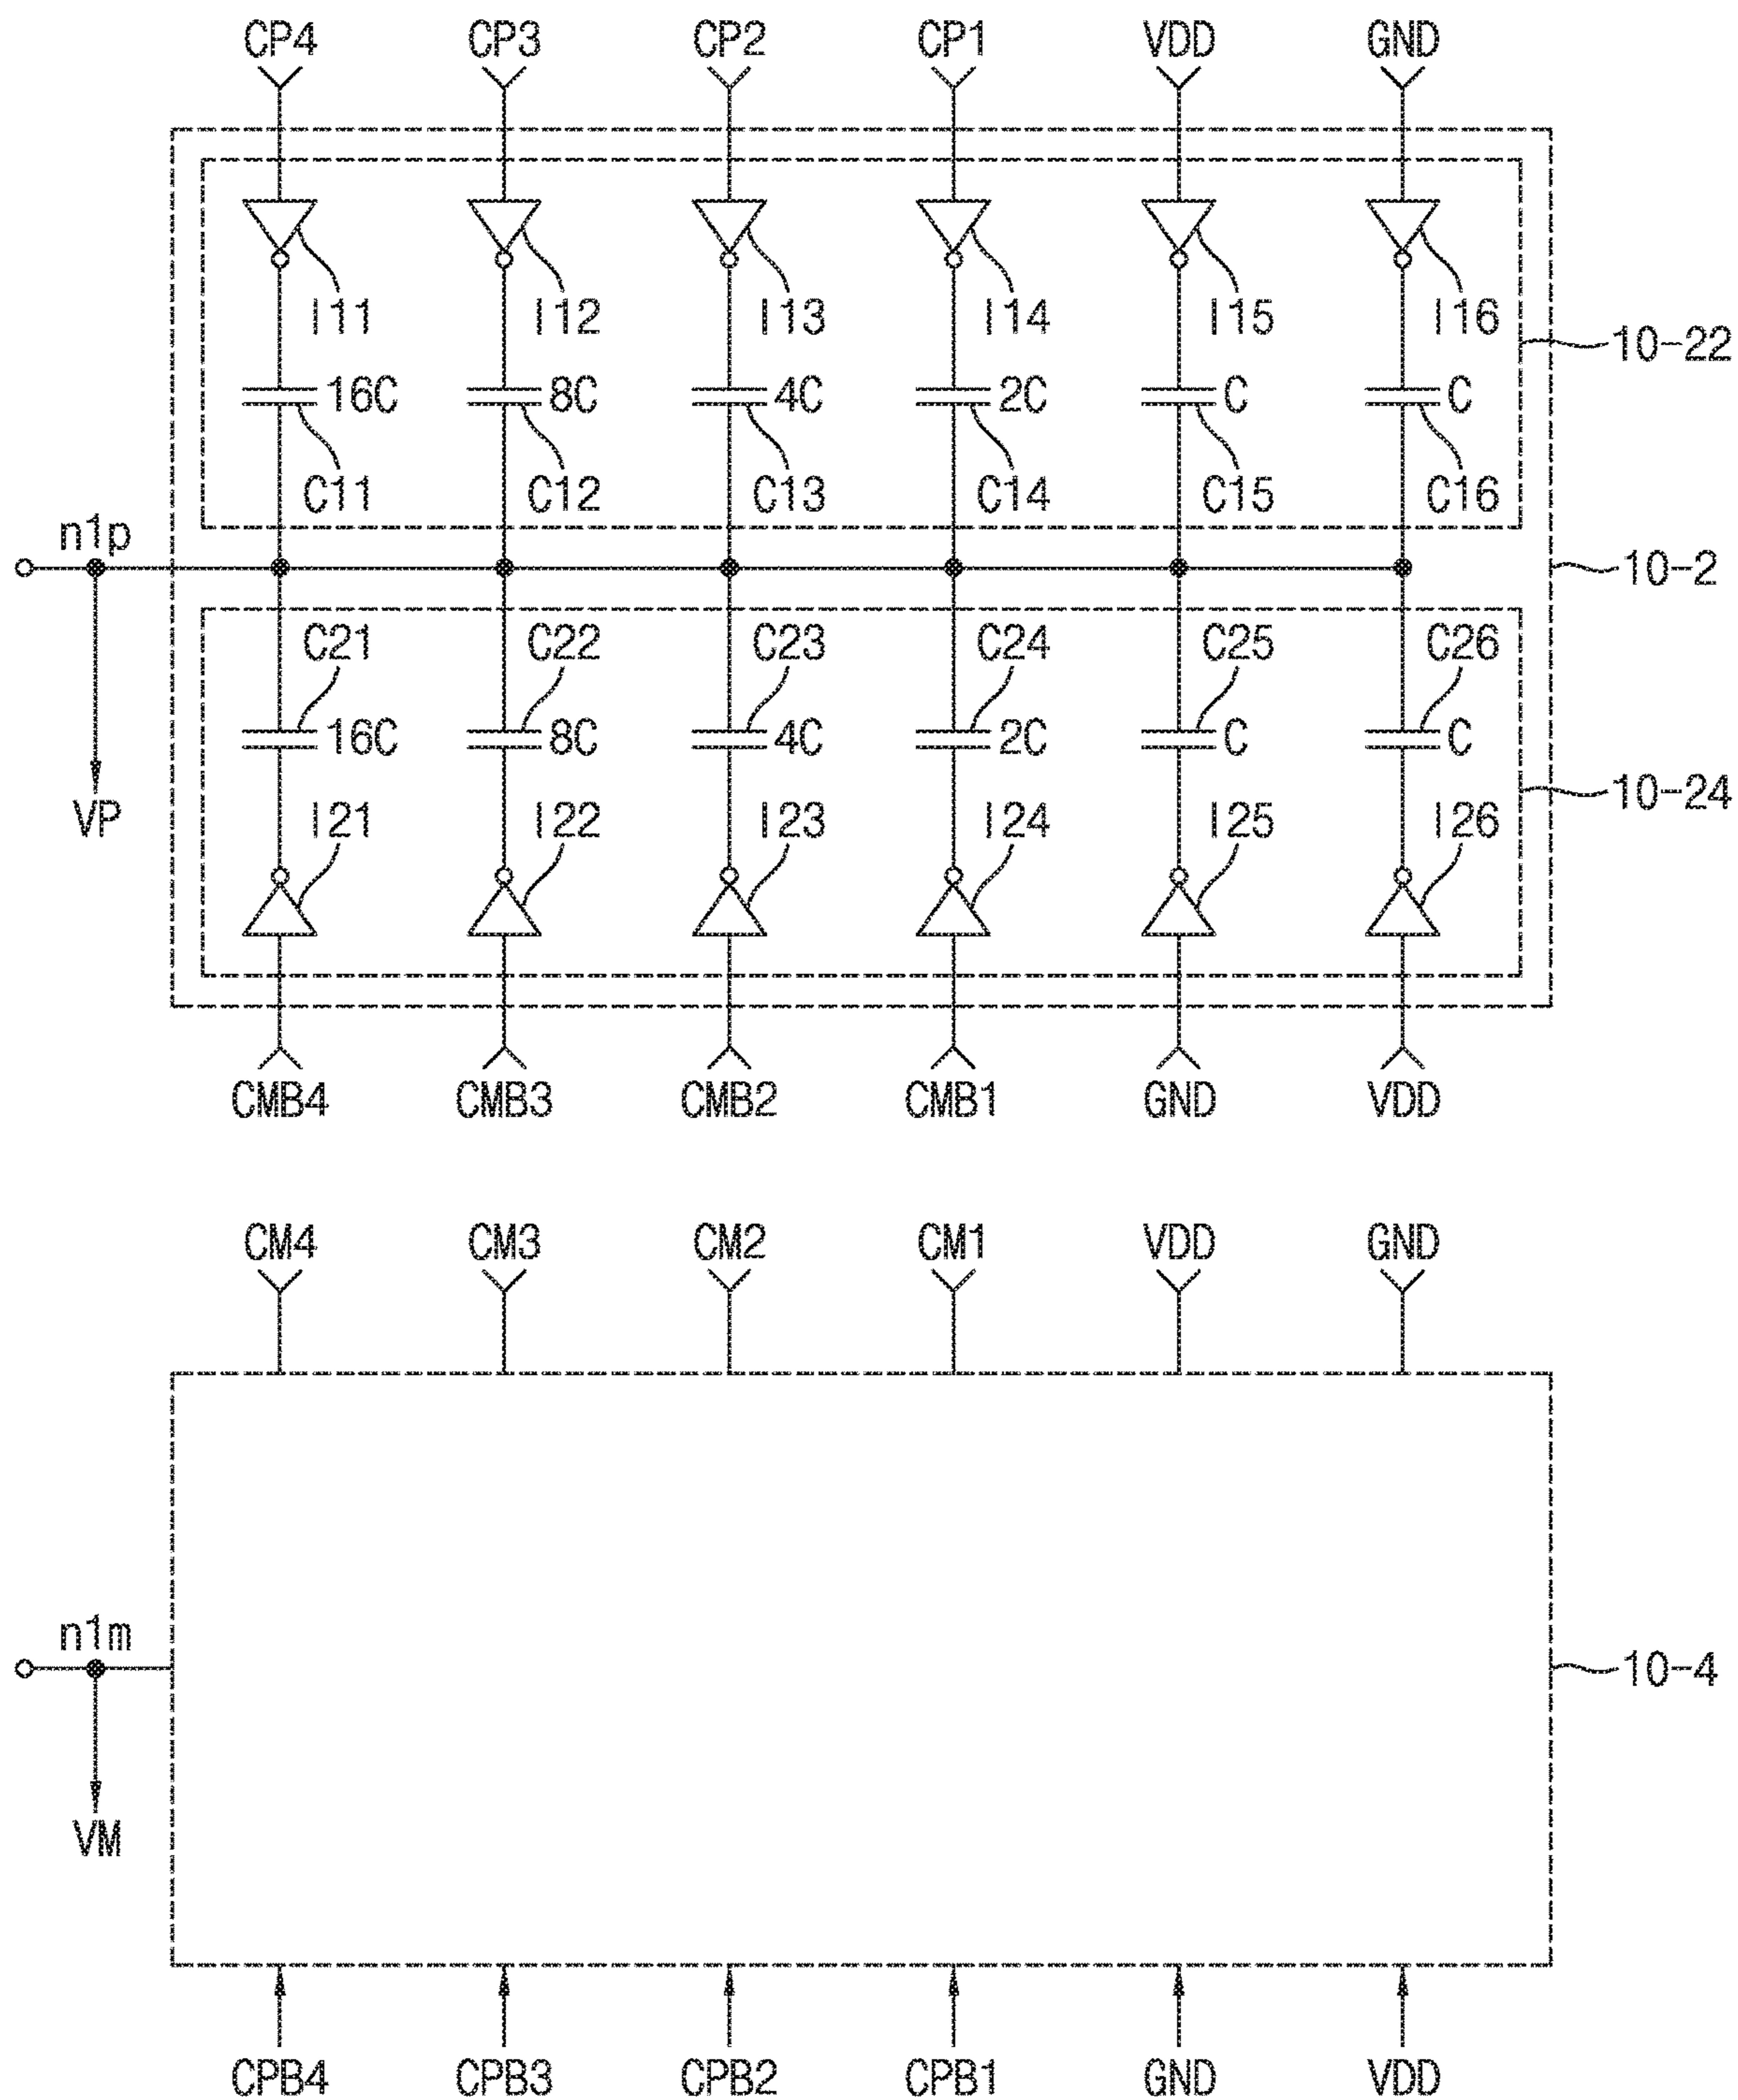 CP4 CP3 CP2 CP1 VDD GND
I11 I12 I13 I14 I15 I16
10-22
16C 8C 4C 2C C C
C11 C12 C13 C14 C15 C16
n1p
10-2
C21 C22 C23 C24 C25 C26
16C 8C 4C 2C C C
10-24
VP
I21 I22 I23 I24 I25 I26
CMB4 CMB3 CMB2 CMB1 GND VDD
CM4 CM3 CM2 CM1 VDD GND
n1m
10-4
VM
CPB4 CPB3 CPB2 CPB1 GND VDD